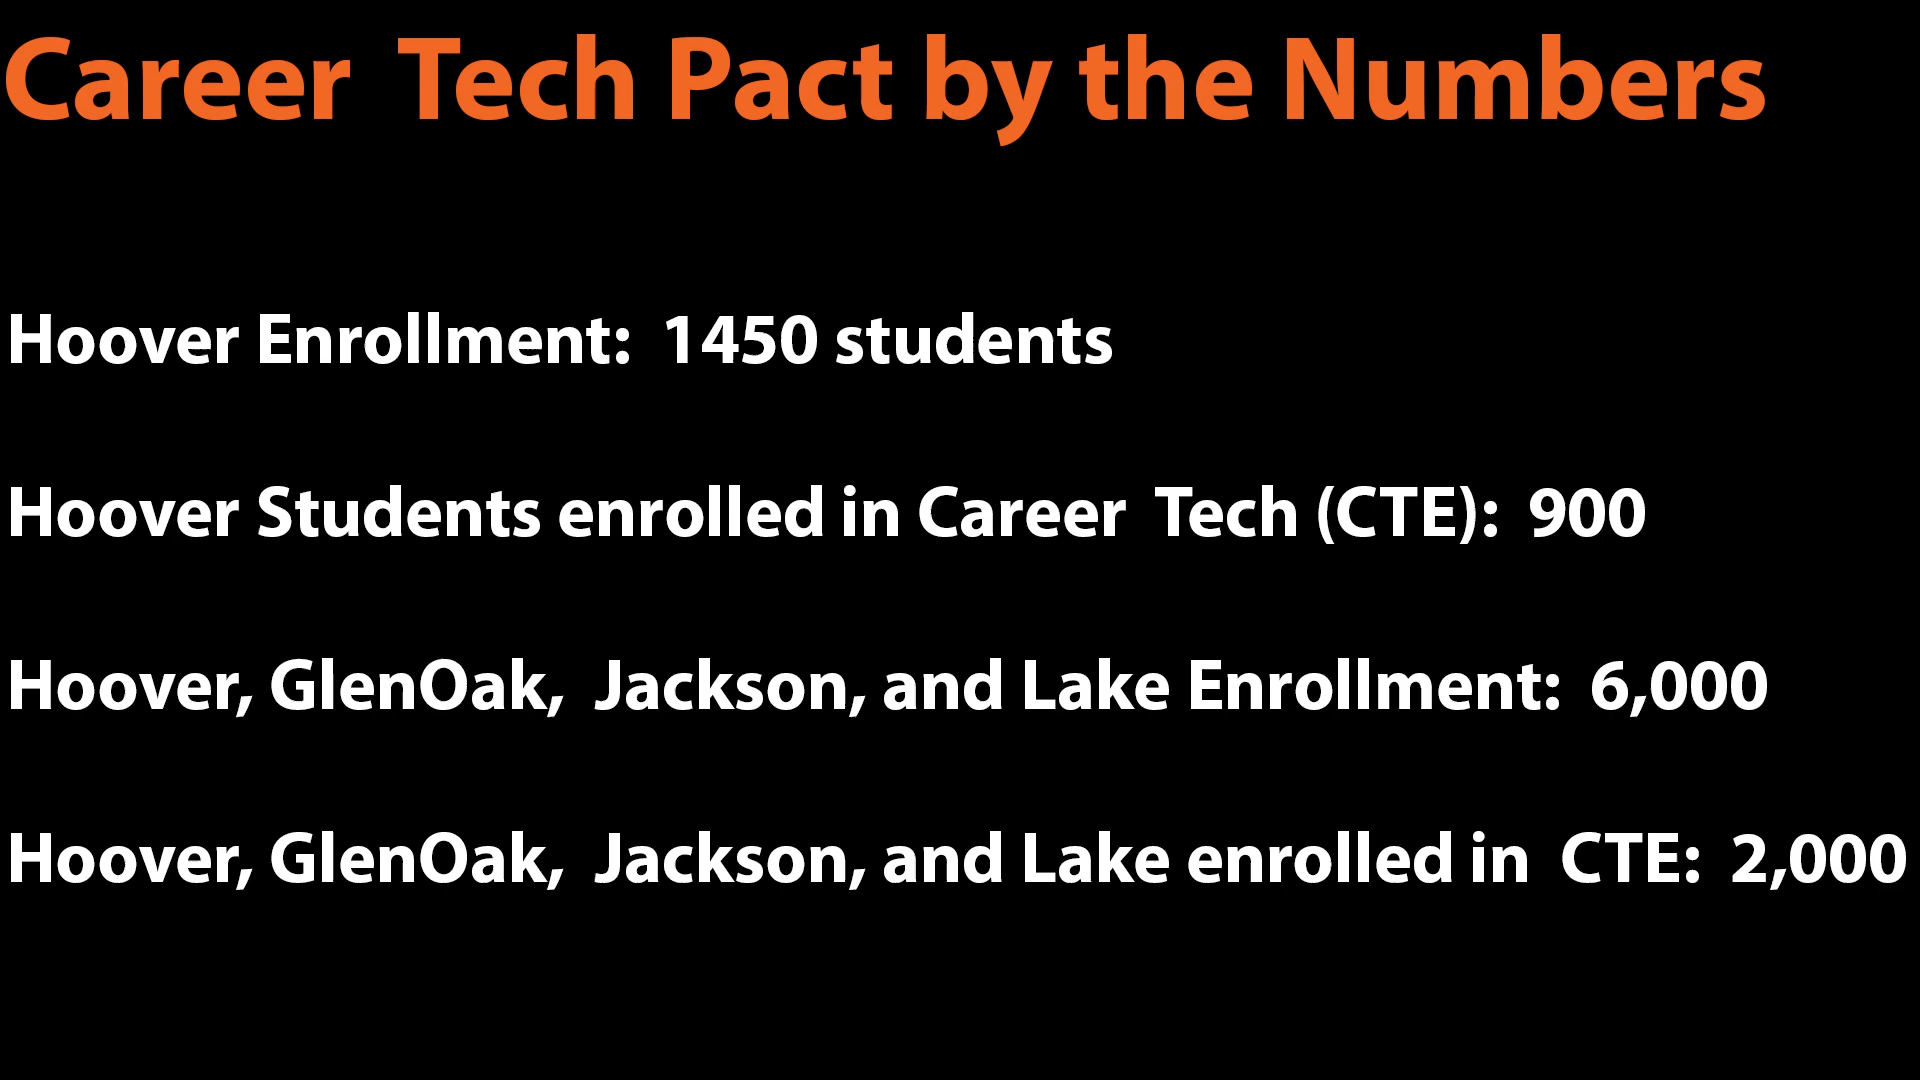 Career Tech Pact by the Numbers
Hoover Enrollment: 1450 students
Hoover Students enrolled in Career Tech (CTE): 900
Hoover, GlenOak, Jackson, and Lake Enrollment: 6,000
Hoover, GlenOak, Jackson, and Lake enrolled in CTE: 2,000